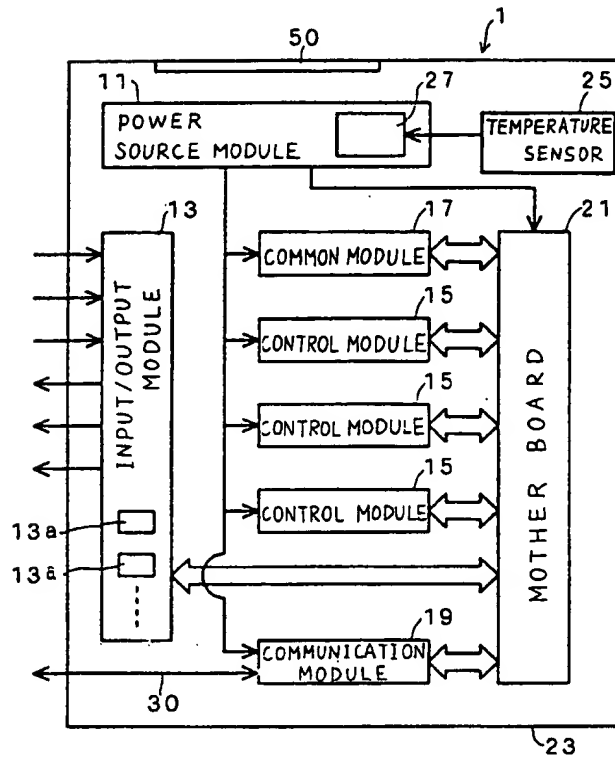 1
50
11
27
25
POWER
SOURCE MODULE
TEMPERATURE
SENSOR
13
17
21
INPUT/OUTPUT
MODULE
COMMON MODULE
15
CONTROL MODULE
15
CONTROL MODULE
15
CONTROL MODULE
MOTHER BOARD
13a
13a
19
COMMUNICATION
MODULE
30
23